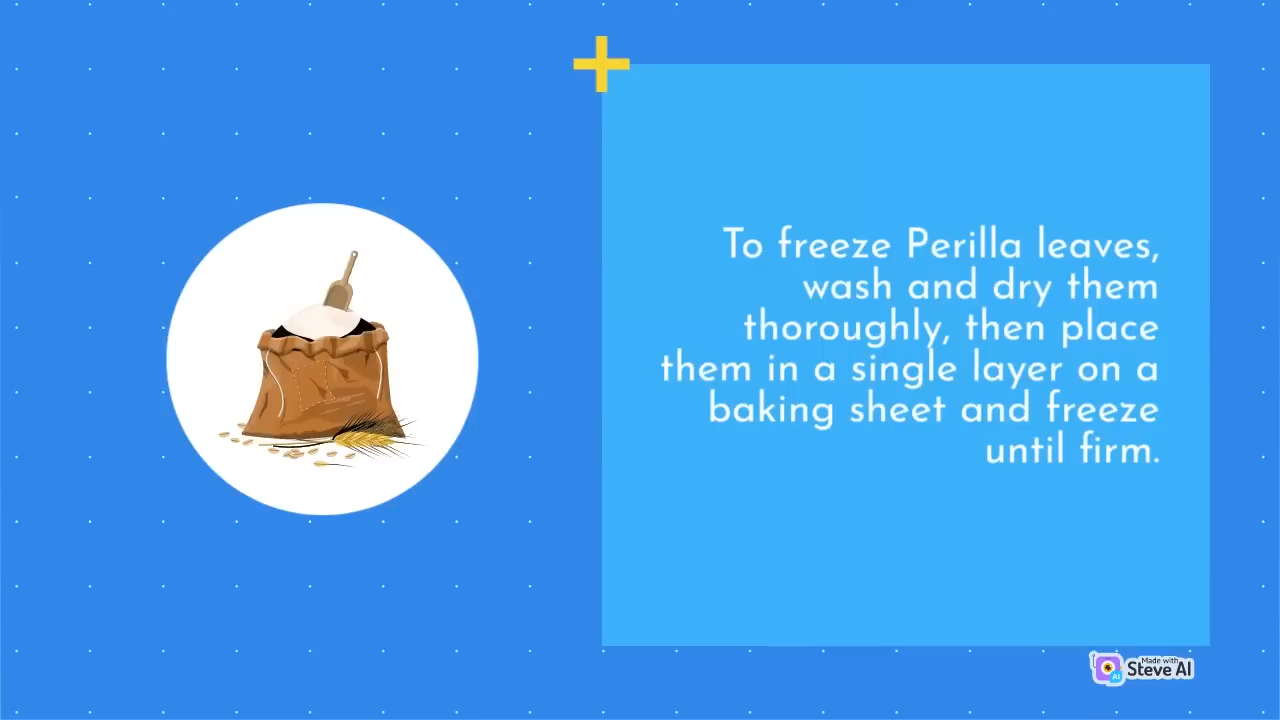 To freeze Perilla leaves,
wash and dry them
thoroughly, then place
them in a single layer on a
baking sheet and freeze
until firm.
Made with
Steve AI
AI